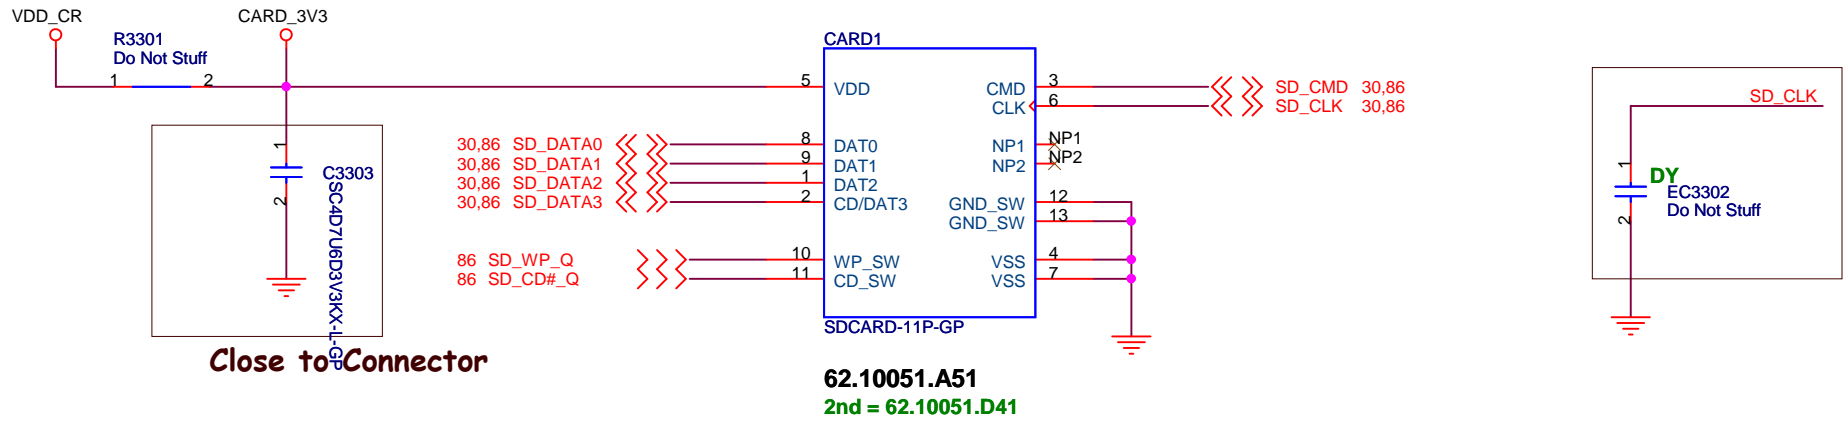 VDD_CR
CARD_3V3
R3301
Do Not Stuff
1 2
1
C3303
SC4D7U6D3V3KX-L-GP
2
Close to Connector
CARD1
5 VDD
30,86 SD_DATA0 8 DAT0
30,86 SD_DATA1 9 DAT1
30,86 SD_DATA2 1 DAT2
30,86 SD_DATA3 2 CD/DAT3
86 SD_WP_Q 10 WP_SW
86 SD_CD#_Q 11 CD_SW
CMD 3 SD_CMD 30,86
CLK 6 SD_CLK 30,86
NP1 NP1
NP2 NP2
GND_SW 12
GND_SW 13
VSS 4
VSS 7
SDCARD-11P-GP
62.10051.A51
2nd = 62.10051.D41
SD_CLK
1
DY
EC3302
Do Not Stuff
2